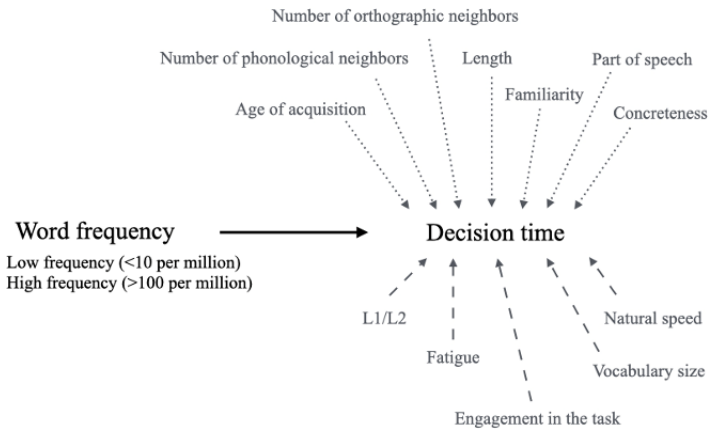 Number of orthographic neighbors
Number of phonological neighbors
Length
Part of speech
Familiarity
Age of acquisition
Concreteness
Word frequency
Decision time
Low frequency (<10 per million)
High frequency (>100 per million)
L1/L2
Natural speed
Fatigue
Vocabulary size
Engagement in the task